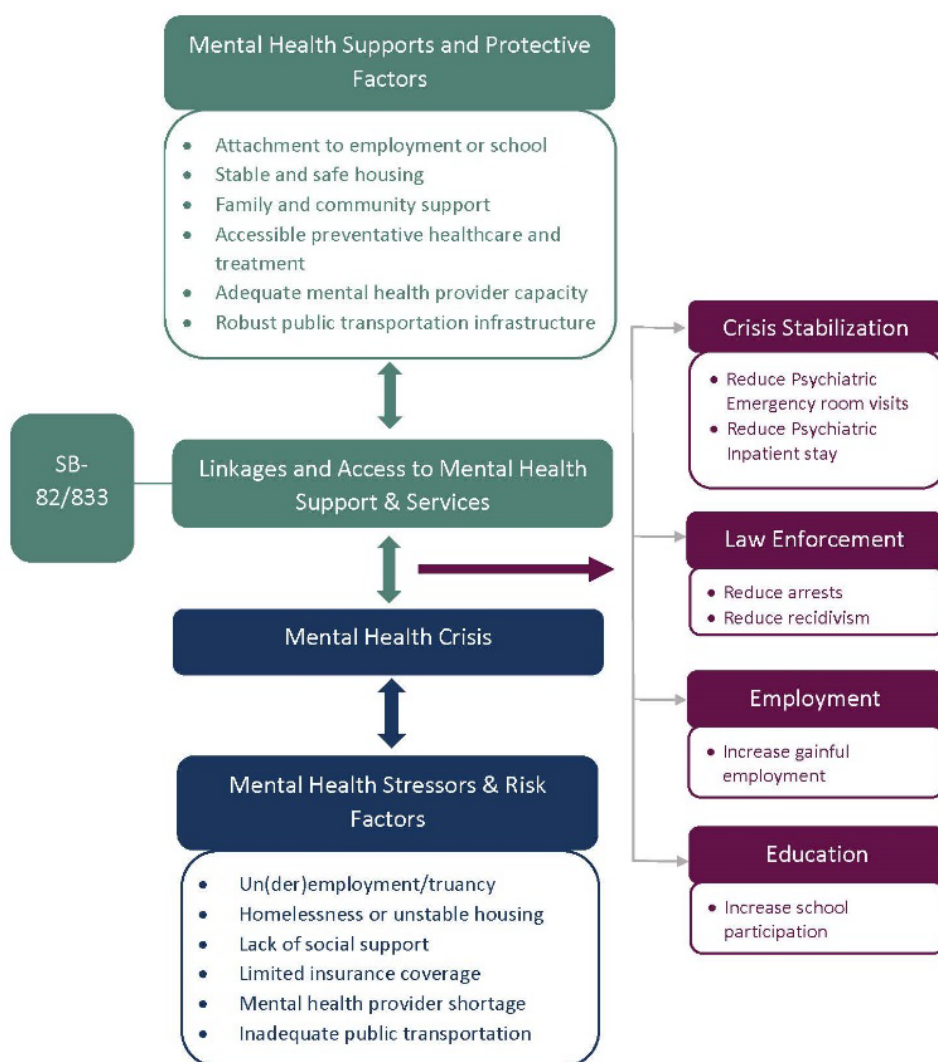 Mental Health Supports and Protective
Factors
• Attachment to employment or school
• Stable and safe housing
• Family and community support
• Accessible preventative healthcare and
treatment
• Adequate mental health provider capacity
• Robust public transportation infrastructure
SB-
82/833
Linkages and Access to Mental Health
Support & Services
Mental Health Crisis
Mental Health Stressors & Risk
Factors
• Un(der)employment/truancy
• Homelessness or unstable housing
• Lack of social support
• Limited insurance coverage
• Mental health provider shortage
• Inadequate public transportation
Crisis Stabilization
• Reduce Psychiatric
Emergency room visits
• Reduce Psychiatric
Inpatient stay
Law Enforcement
• Reduce arrests
• Reduce recidivism
Employment
• Increase gainful
employment
Education
• Increase school
participation